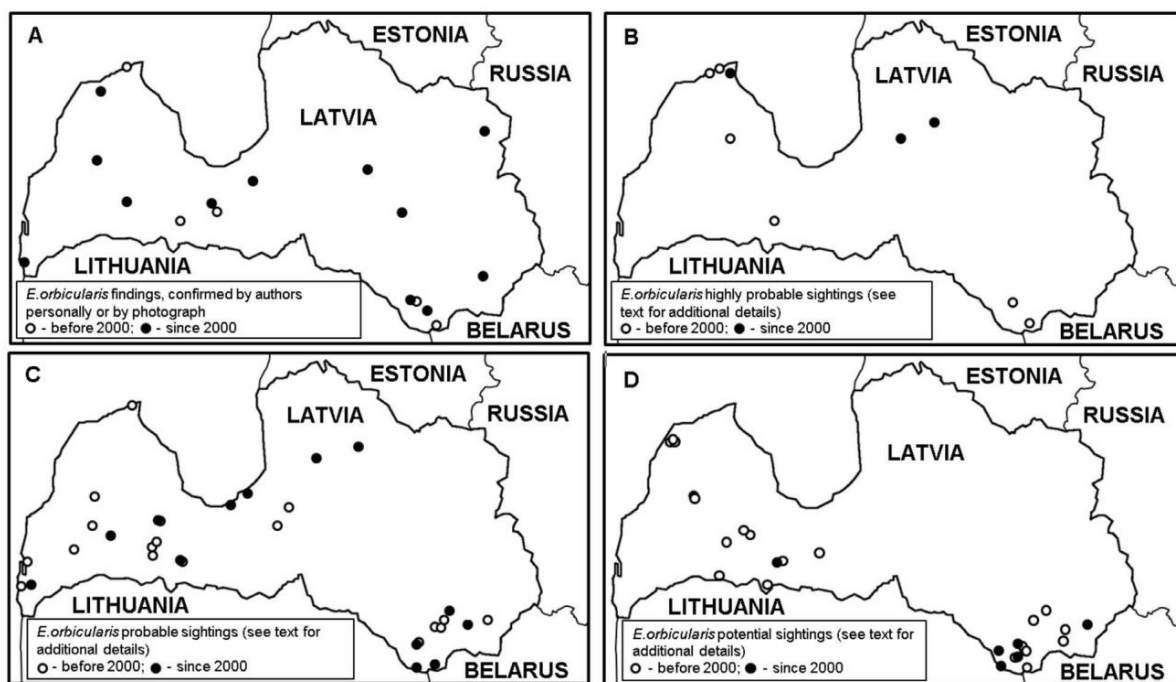 A
ESTONIA
RUSSIA
LATVIA
LITHUANIA
E.orbicularis findings, confirmed by authors
personally or by photograph
- before 2000; - since 2000
BELARUS
B
ESTONIA
RUSSIA
LATVIA
LITHUANIA
E.orbicularis highly probable sightings (see
text for additional details)
- before 2000; - since 2000
BELARUS
C
ESTONIA
RUSSIA
LATVIA
LITHUANIA
E.orbicularis probable sightings (see text for
additional details)
- before 2000; - since 2000
BELARUS
D
ESTONIA
RUSSIA
LATVIA
LITHUANIA
E.orbicularis potential sightings (see text for
additional details)
- before 2000; - since 2000
BELARUS